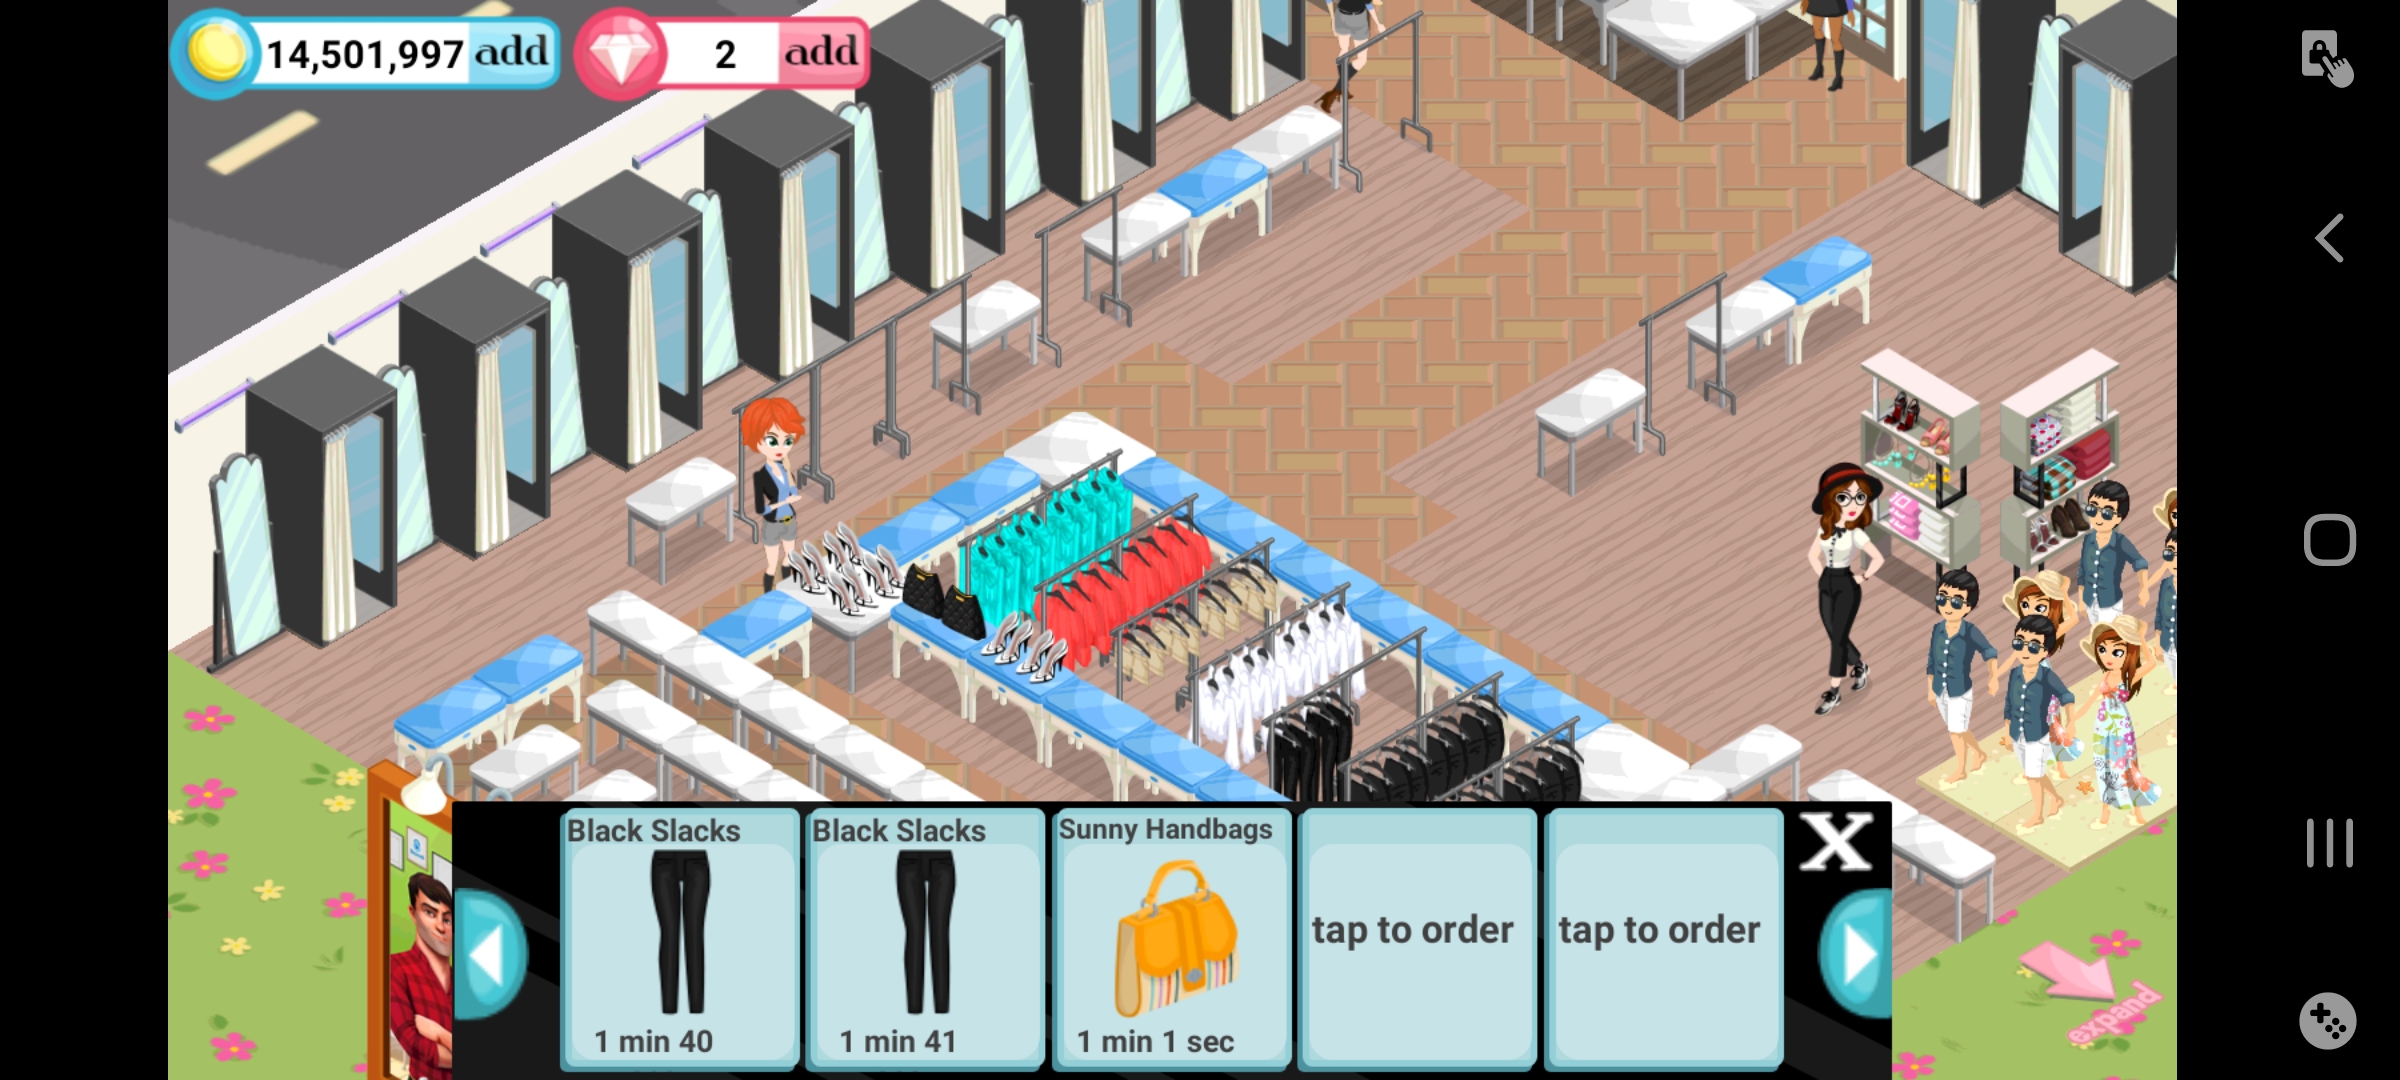 14,501,997 add
2 add
Black Slacks
1 min 40
Black Slacks
1 min 41
Sunny Handbags
1 min 1 sec
tap to order
tap to order
X
expand